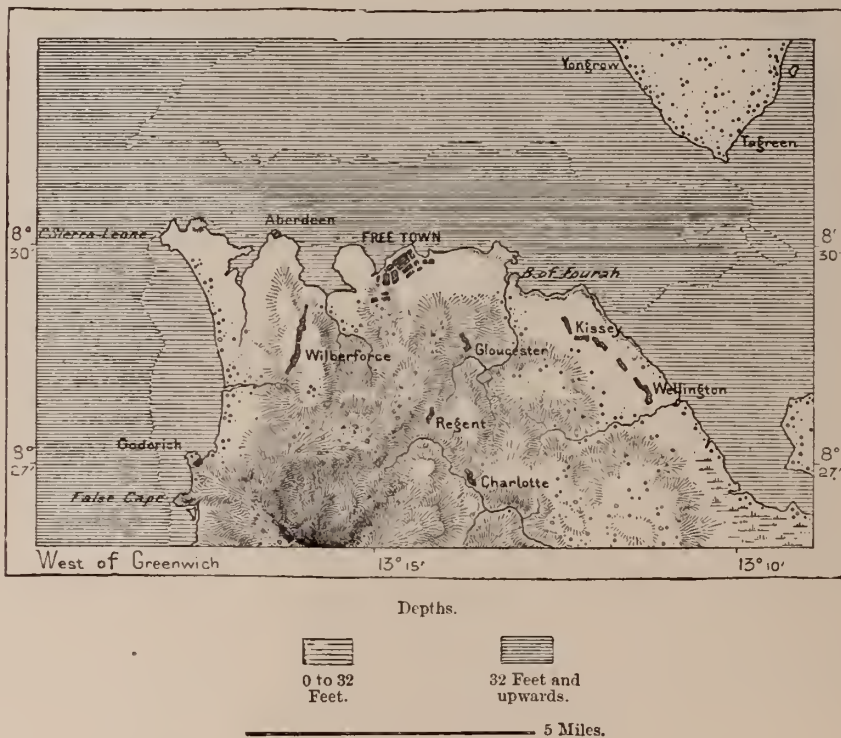 Yongrow
Tagreen
C. Sierra-Leone
Aberdeen
8°
30'
FREE TOWN
8'
30'
B. of Fourah
Kissey
Wilberforce
Gloucester
Wellington
Regent
8°
27'
Goderich
8°
27'
Charlotte
False Cape
West of Greenwich
13° 15'
13° 10'
Depths.
0 to 32
Feet.
32 Feet and
upwards.
5 Miles.